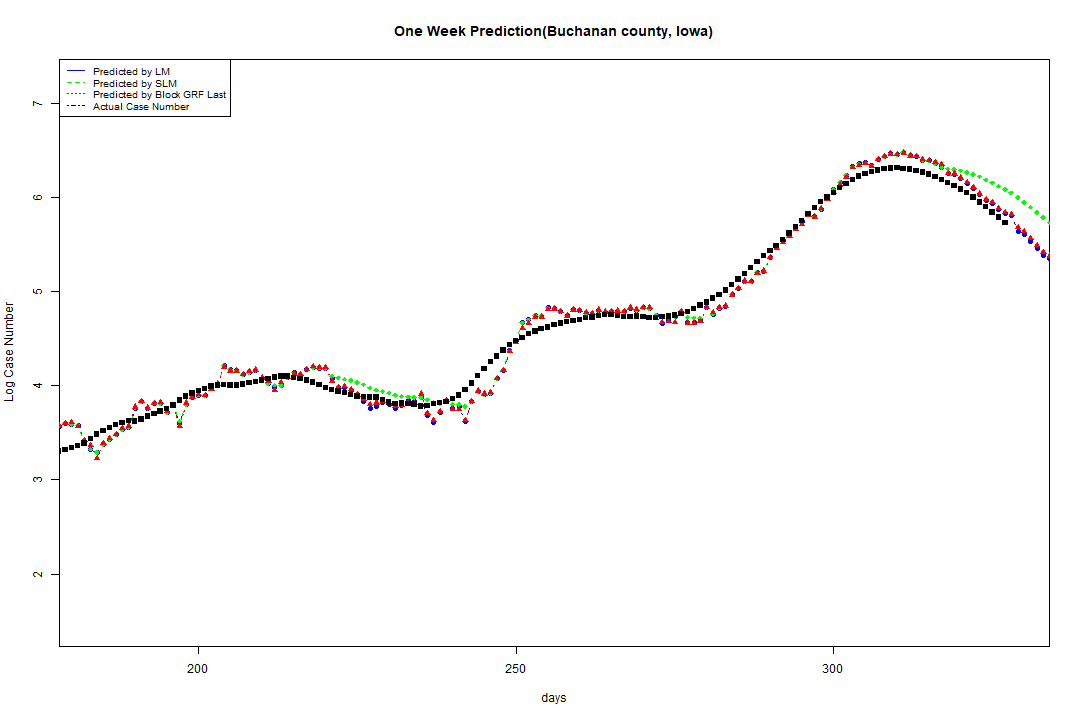 One Week Prediction(Buchanan county, Iowa)
Predicted by LM
Predicted by SLM
Predicted by Block GRF Last
Actual Case Number
7
6
5
4
3
2
Log Case Number
200 250 300
days